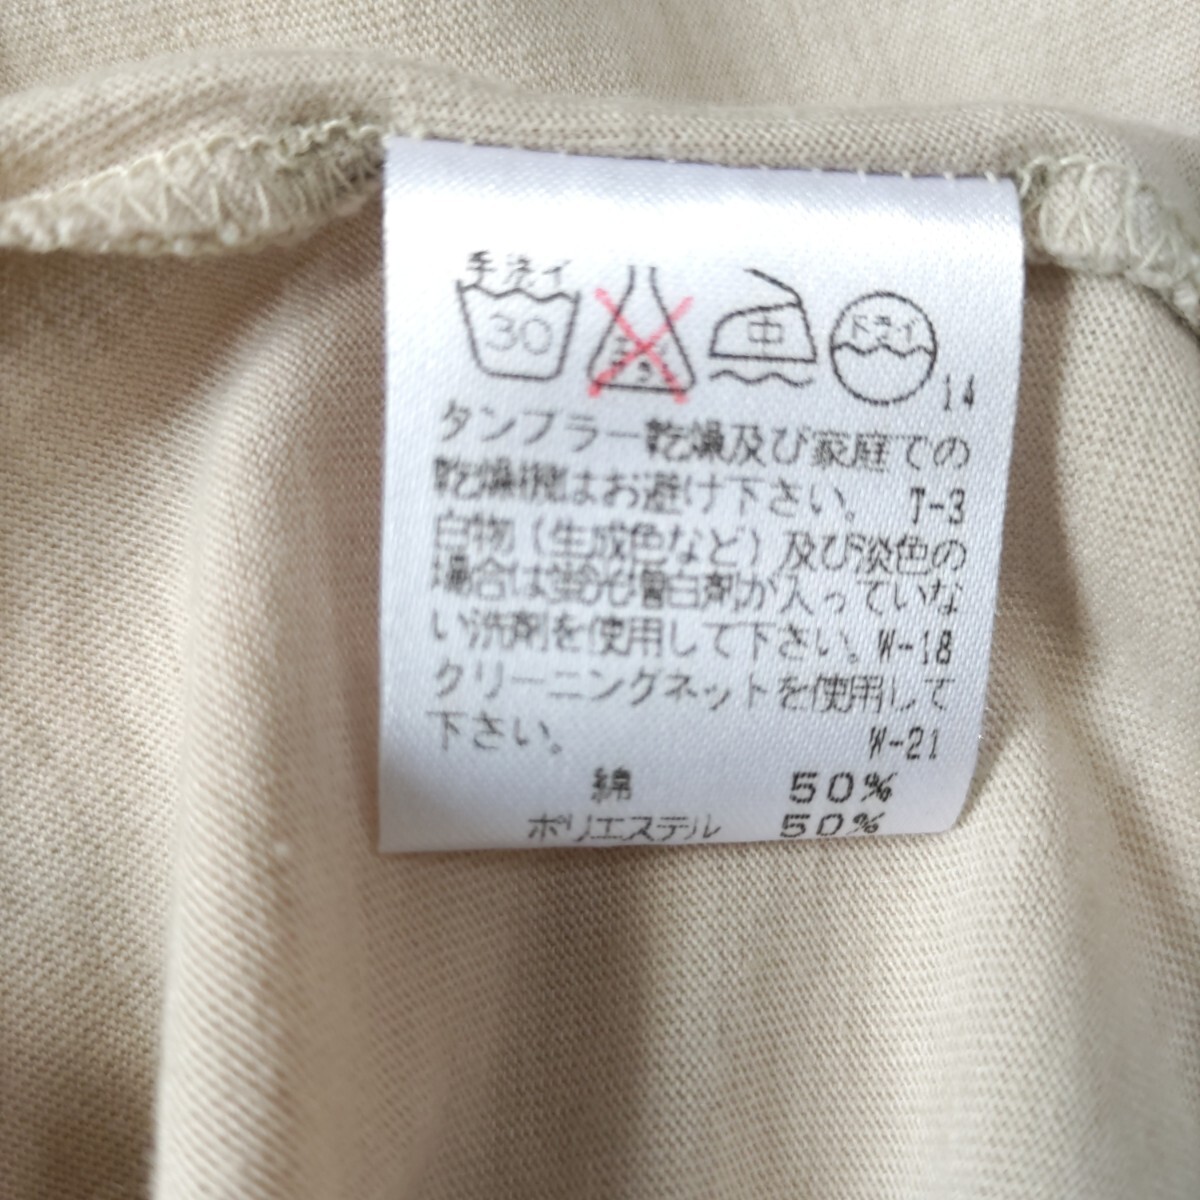 手洗イ
30
中
ドライ
14
タンブラー乾燥及び家庭での
乾燥機はお避け下さい。 T-3
白物(生成色など)及び淡色の
場合は蛍光増白剤が入っていな
い洗剤を使用して下さい。W-18
クリーニングネットを使用して
下さい。 W-21
綿 50%
ポリエステル 50%